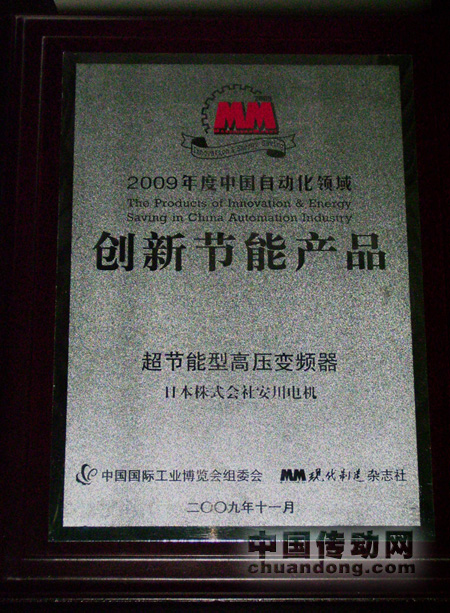 MM
2009年度中国自动化领域
The Products of Innovation & Energy
Saving in China Automation Industry
创新节能产品
超节能型高压变频器
日本株式会社安川电机
中国国际工业博览会组委会 MM 现代制造 杂志社
二〇〇九年十一月
中国传动网
chuandong.com